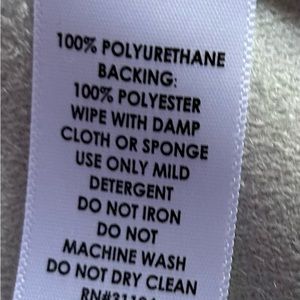 100% POLYURETHANE
BACKING:
100% POLYESTER
WIPE WITH DAMP
CLOTH OR SPONGE
USE ONLY MILD
DETERGENT
DO NOT IRON
DO NOT
MACHINE WASH
DO NOT DRY CLEAN